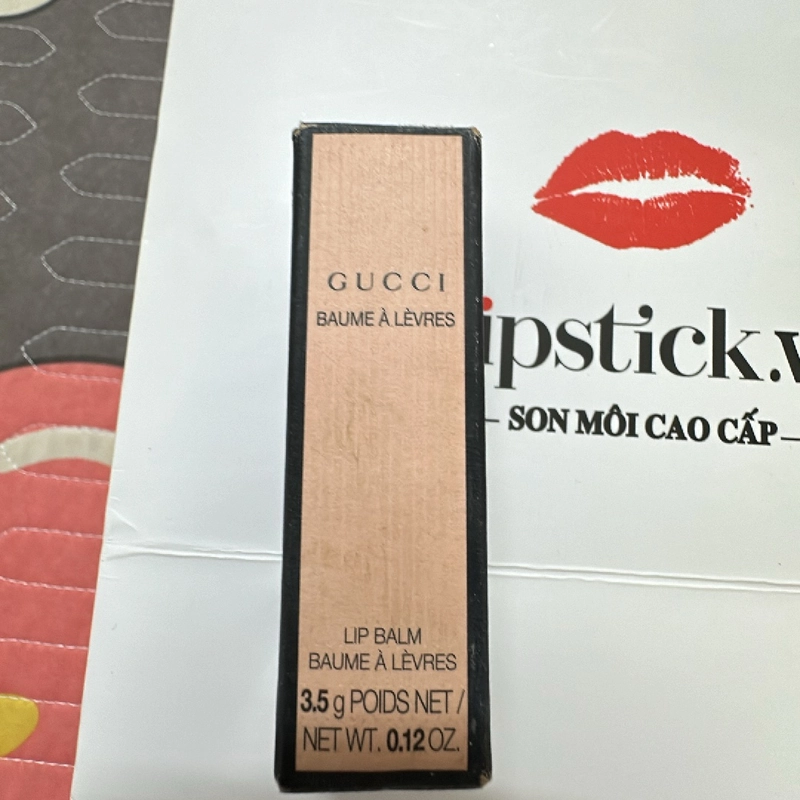 GUCCI
BAUME À LÈVRES
LIP BALM
BAUME À LÈVRES
3.5 g POIDS NET /
NET WT. 0.12 OZ.
lipstick.v
SON MÔI CAO CẤP